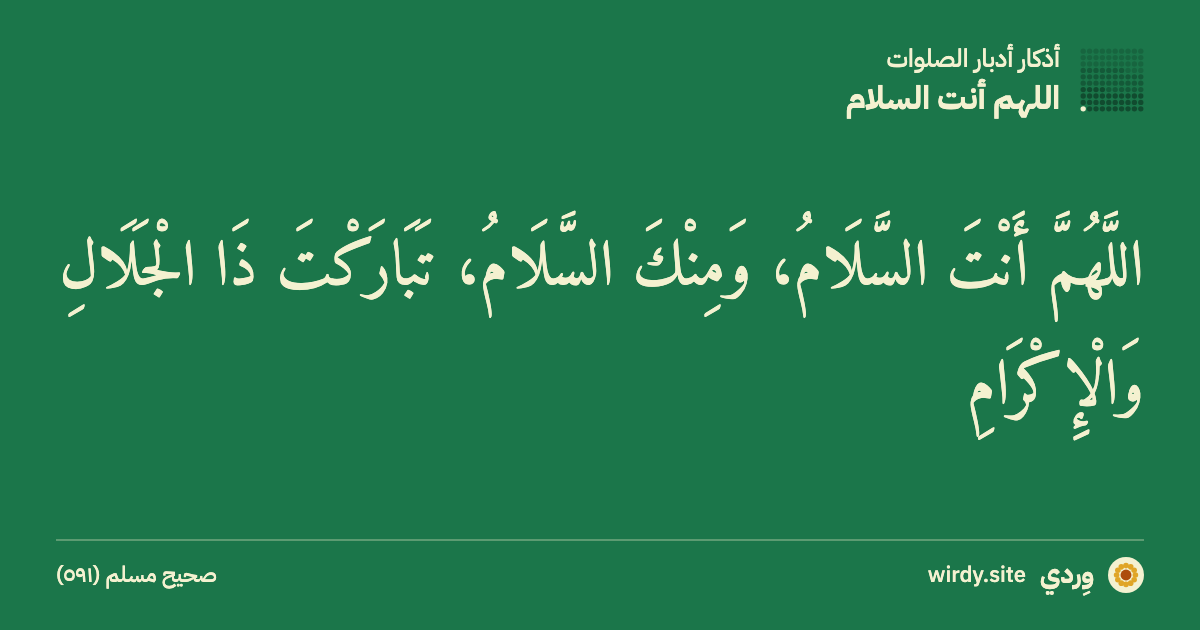 أذكار أدبار الصلوات
اللهم أنت السلام
اللَّهُمَّ أَنْتَ السَّلَامُ، وَمِنْكَ السَّلَامُ، تَبَارَكْتَ ذَا الْجَلَالِ
وَالْإِكْرَامِ
وِردي wirdy.site
صحيح مسلم (٥٩١)